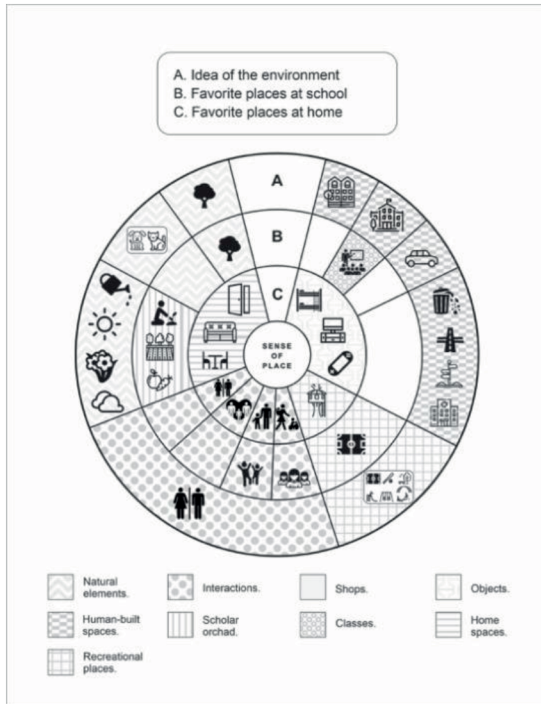 A. Idea of the environment
B. Favorite places at school
C. Favorite places at home
A
B
C
SENSE
OF
PLACE
Natural
elements.
Interactions.
Shops.
Objects.
Human-built
spaces.
Scholar
orchad.
Classes.
Home
spaces.
Recreational
places.